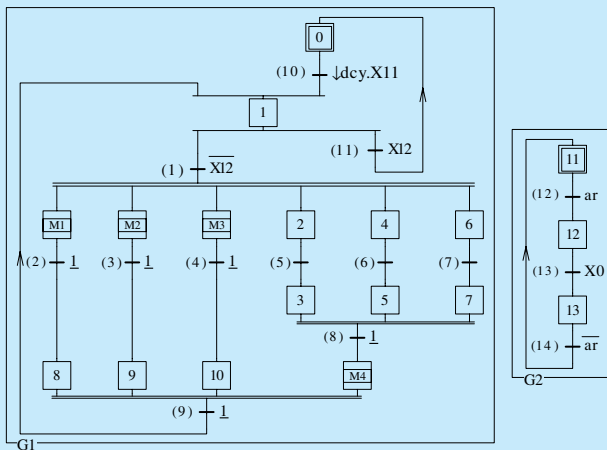 0
(10) ↓dcy.X11
1
(11) X12
(1) X̅1̅2̅
M1 M2 M3 2 4 6
(2) 1 (3) 1 (4) 1 (5) (6) (7)
3 5 7
(8) 1
8 9 10 M4
(9) 1
G1
11
(12) ar
12
(13) X0
13
(14) a̅r̅
G2